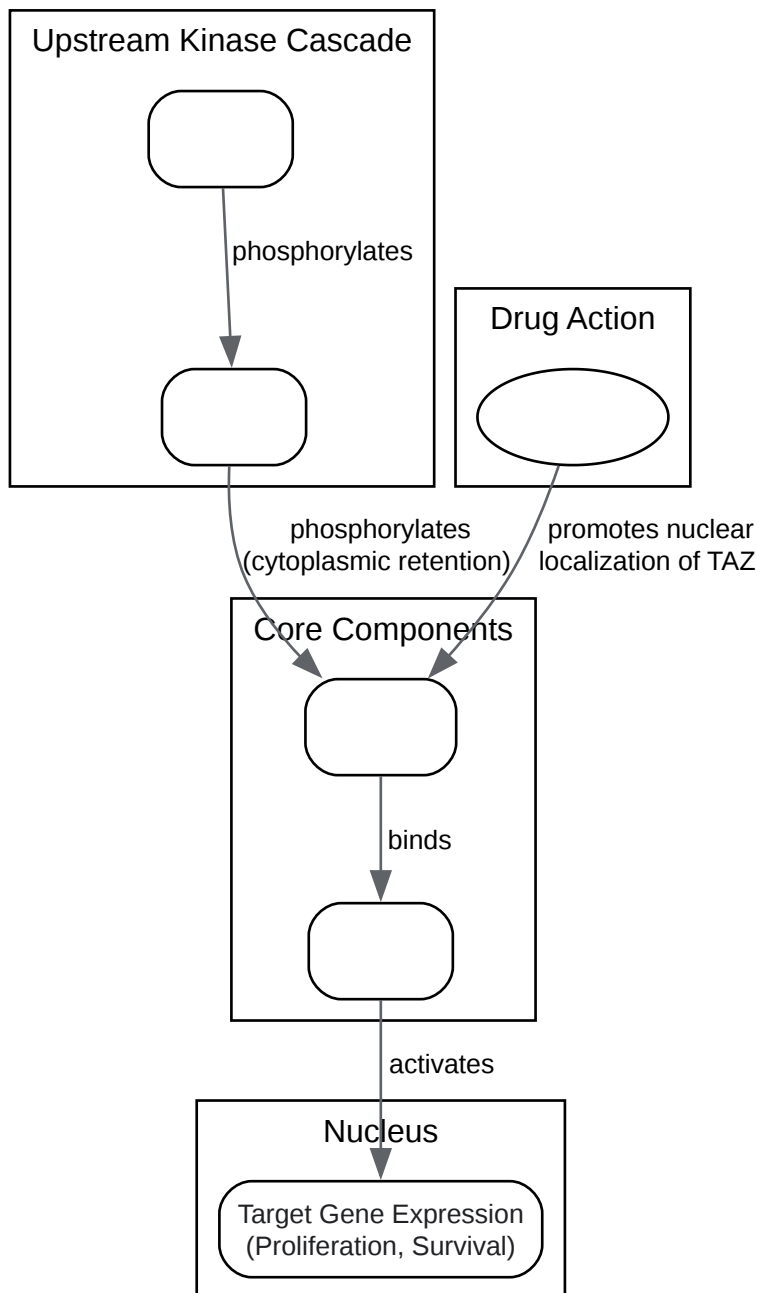 Upstream Kinase Cascade
phosphorylates
Drug Action
phosphorylates
(cytoplasmic retention)
promotes nuclear
localization of TAZ
Core Components
binds
activates
Nucleus
Target Gene Expression
(Proliferation, Survival)